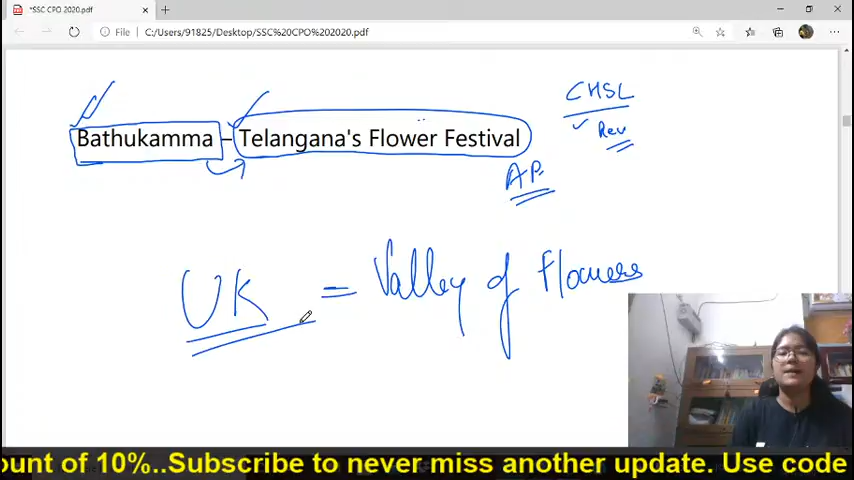 *SSC CPO 2020.pdf
File | C:/Users/91825/Desktop/SSC%20CPO%202020.pdf
CHSL
Rev
Bathukamma – Telangana's Flower Festival
AP
UK = Valley of Flowers
ount of 10%..Subscribe to never miss another update. Use code